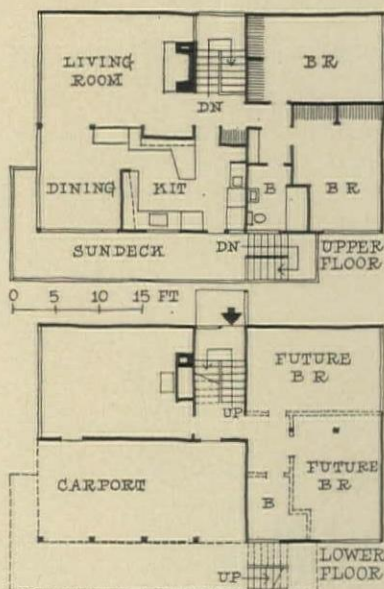 LIVING
ROOM
BR
DN
DINING
KIT
B
BR
SUNDECK
DN
UPPER
FLOOR
0 5 10 15 FT
FUTURE
BR
UP
CARPORT
FUTURE
BR
B
UP
LOWER
FLOOR